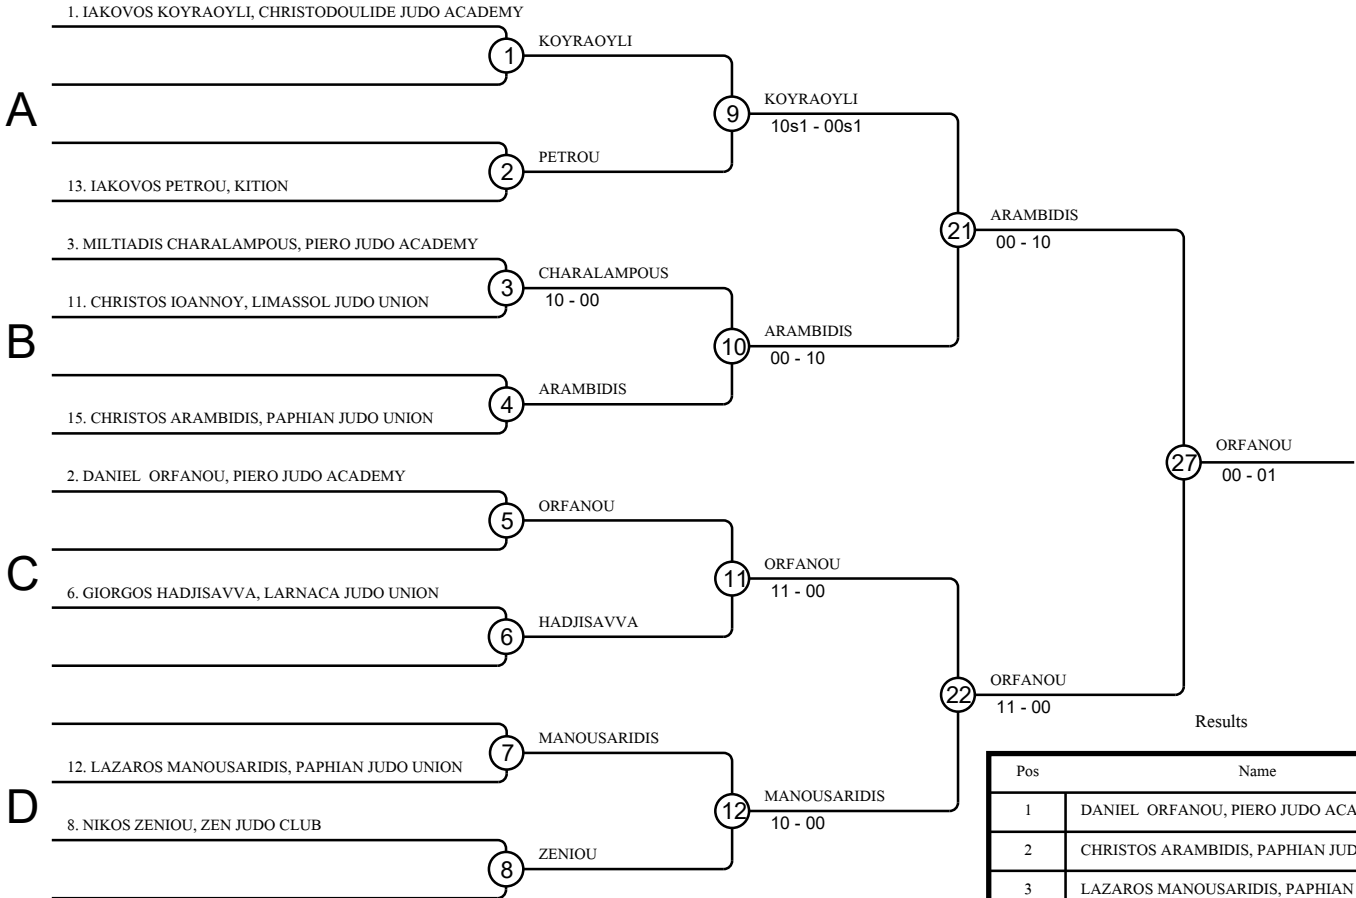 1. IAKOVOS KOYRAOYLI, CHRISTODOULIDE JUDO ACADEMY
1
KOYRAOYLI
A
9
KOYRAOYLI
10s1 - 00s1
2
PETROU
13. IAKOVOS PETROU, KITION
21
ARAMBIDIS
00 - 10
3. MILTIADIS CHARALAMPOUS, PIERO JUDO ACADEMY
3
CHARALAMPOUS
10 - 00
11. CHRISTOS IOANNOY, LIMASSOL JUDO UNION
B
10
ARAMBIDIS
00 - 10
4
ARAMBIDIS
15. CHRISTOS ARAMBIDIS, PAPHIAN JUDO UNION
27
ORFANOU
00 - 01
2. DANIEL  ORFANOU, PIERO JUDO ACADEMY
5
ORFANOU
C
11
ORFANOU
11 - 00
6. GIORGOS HADJISAVVA, LARNACA JUDO UNION
6
HADJISAVVA
22
ORFANOU
11 - 00
7
MANOUSARIDIS
12. LAZAROS MANOUSARIDIS, PAPHIAN JUDO UNION
D
12
MANOUSARIDIS
10 - 00
8. NIKOS ZENIOU, ZEN JUDO CLUB
8
ZENIOU
Results
Pos Name
1 DANIEL  ORFANOU, PIERO JUDO ACA
2 CHRISTOS ARAMBIDIS, PAPHIAN JUD
3 LAZAROS MANOUSARIDIS, PAPHIAN